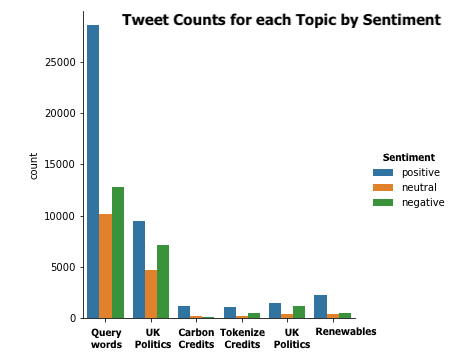 Tweet Counts for each Topic by Sentiment
25000
20000
15000
10000
5000
0
count
Sentiment
positive
neutral
negative
Query words
UK Politics
Carbon Credits
Tokenize Credits
UK Politics
Renewables